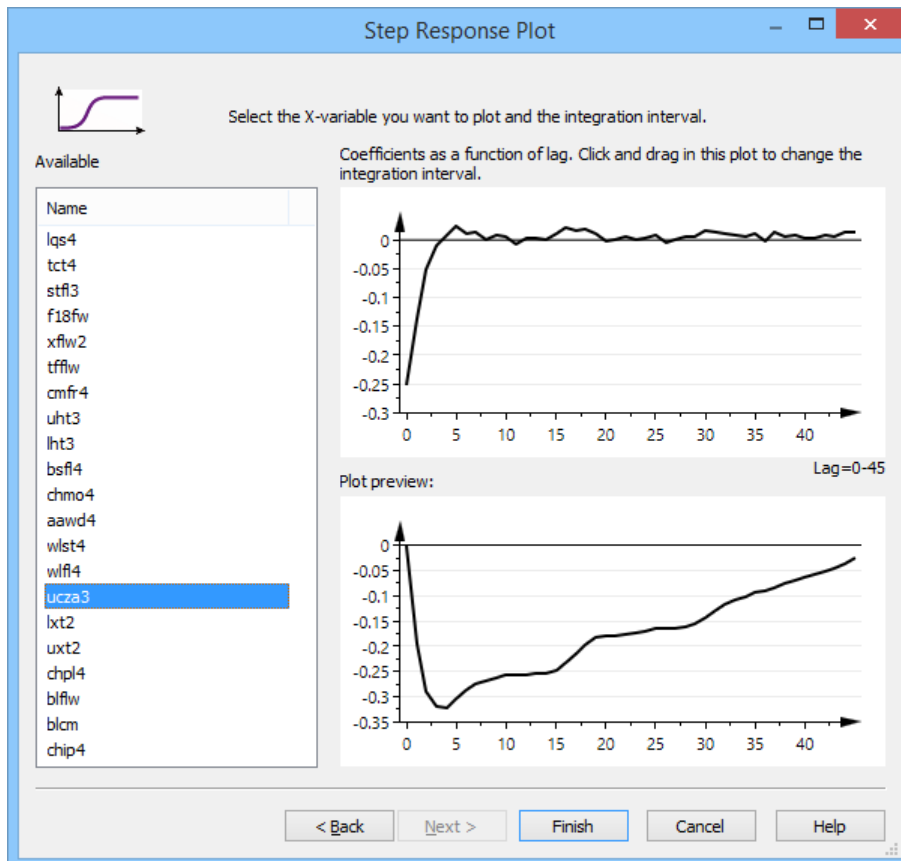 Step Response Plot
Select the X-variable you want to plot and the integration interval.
Available
Name
lqs4
tct4
stfl3
f18fw
xflw2
tfflw
cmfr4
uht3
lht3
bsfl4
chmo4
aawd4
wlst4
wlfl4
ucza3
lxt2
uxt2
chpl4
blflw
blcm
chip4
Coefficients as a function of lag. Click and drag in this plot to change the
integration interval.
0
-0.05
-0.1
-0.15
-0.2
-0.25
-0.3
0 5 10 15 20 25 30 35 40
Lag=0-45
Plot preview:
0
-0.05
-0.1
-0.15
-0.2
-0.25
-0.3
-0.35
0 5 10 15 20 25 30 35 40
< Back Next > Finish Cancel Help